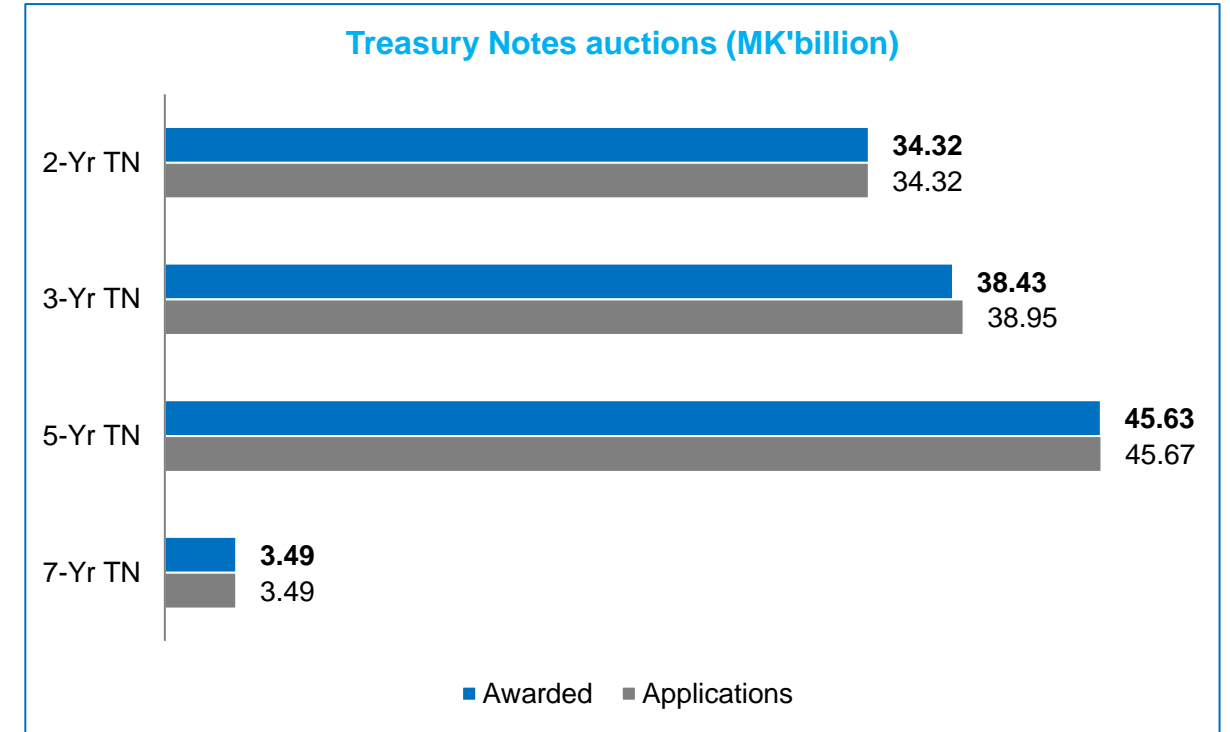 Treasury Notes auctions (MK'billion)
2-Yr TN
34.32
34.32
3-Yr TN
38.43
38.95
5-Yr TN
45.63
45.67
7-Yr TN
3.49
3.49
Awarded Applications